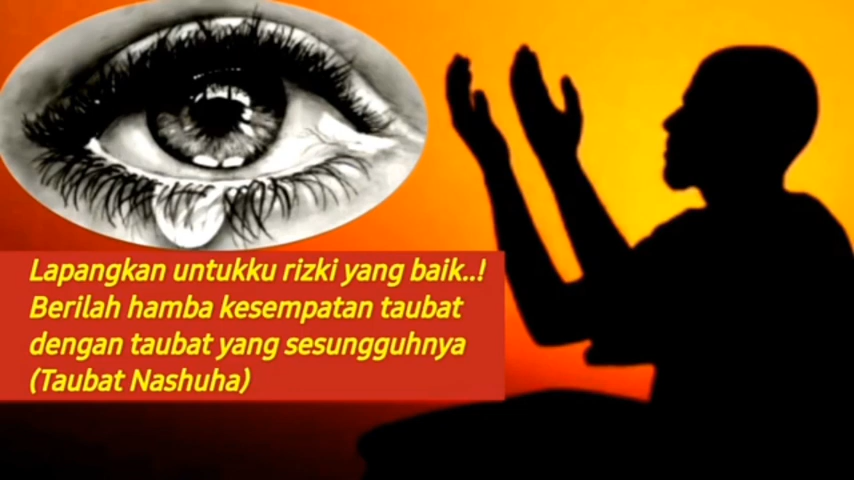 Lapangkan untukku rizki yang baik..!
Berilah hamba kesempatan taubat
dengan taubat yang sesungguhnya
(Taubat Nashuha)